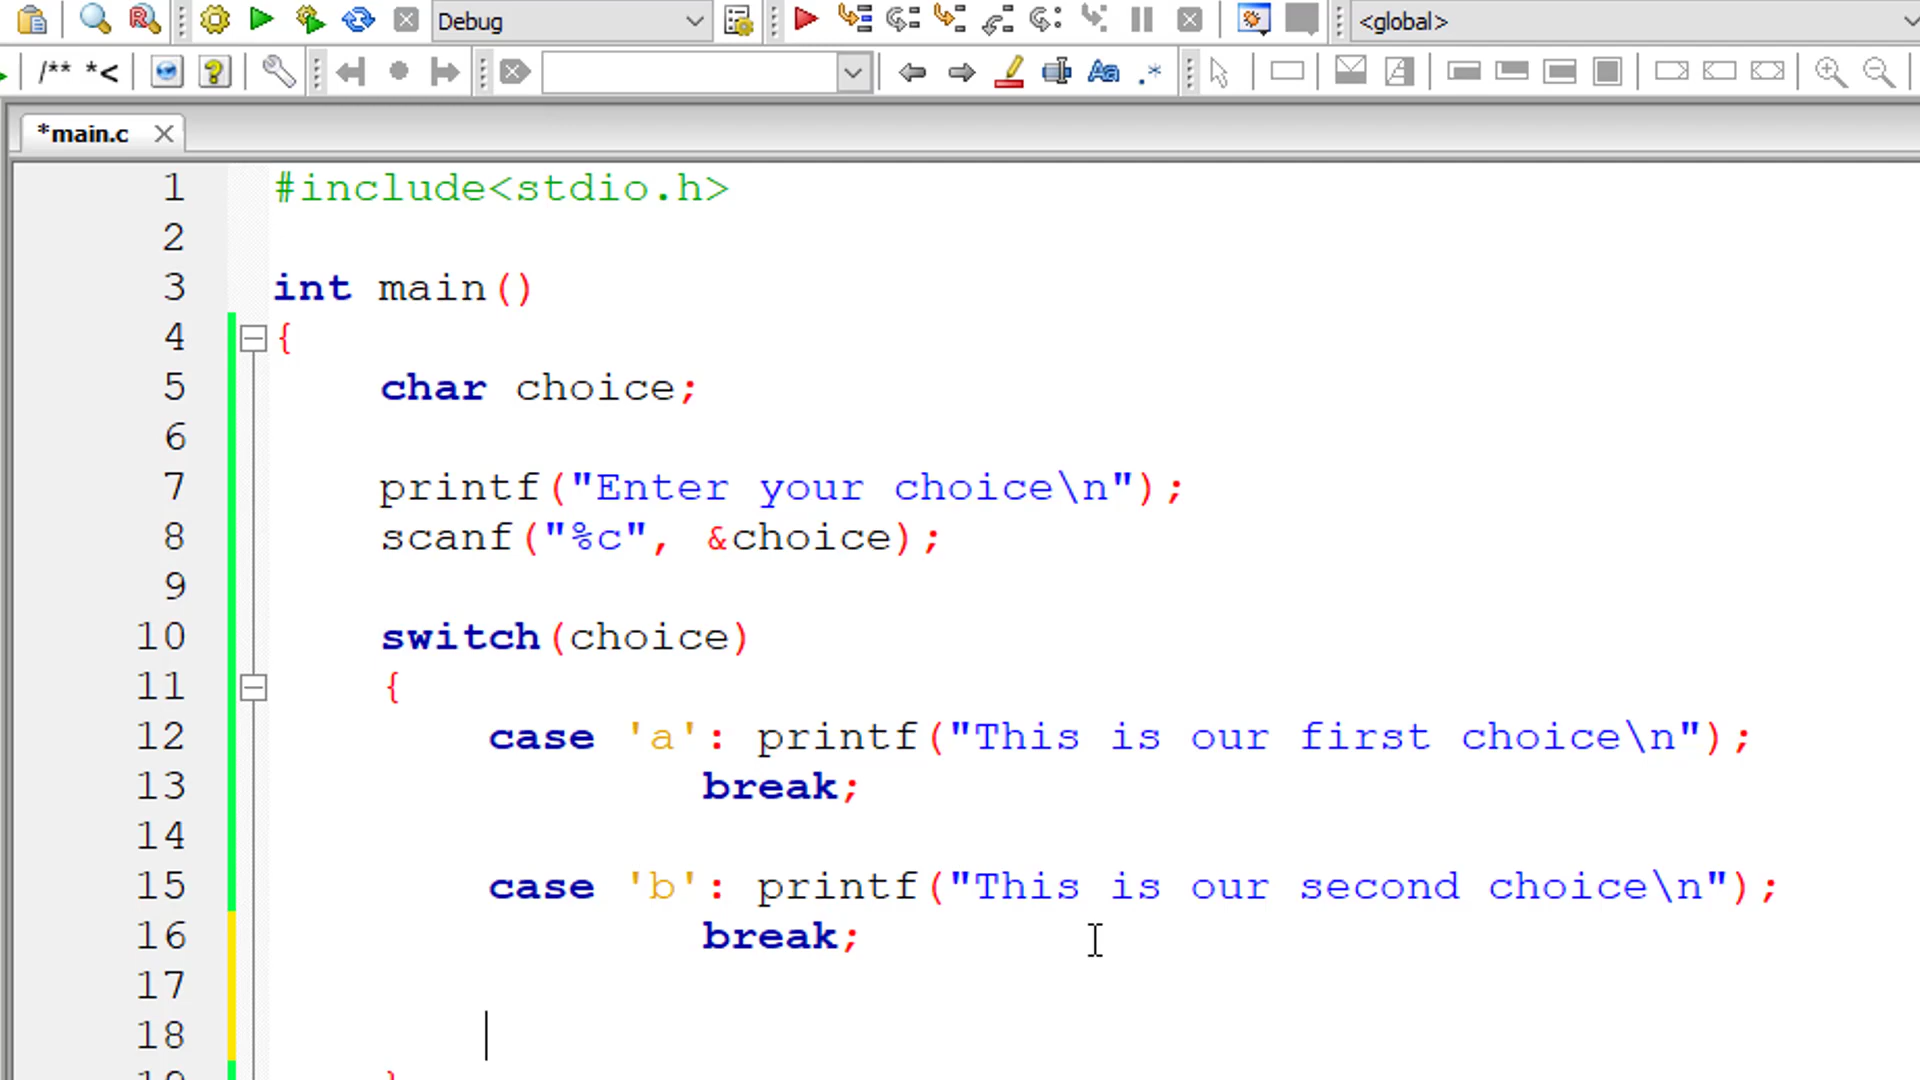 Debug
<global>
/** *<
Aa
.*
*main.c
1 #include<stdio.h>
2
3 int main()
4 {
5 char choice;
6
7 printf("Enter your choice\n");
8 scanf("%c", &choice);
9
10 switch(choice)
11 {
12 case 'a': printf("This is our first choice\n");
13 break;
14
15 case 'b': printf("This is our second choice\n");
16 break;
17
18